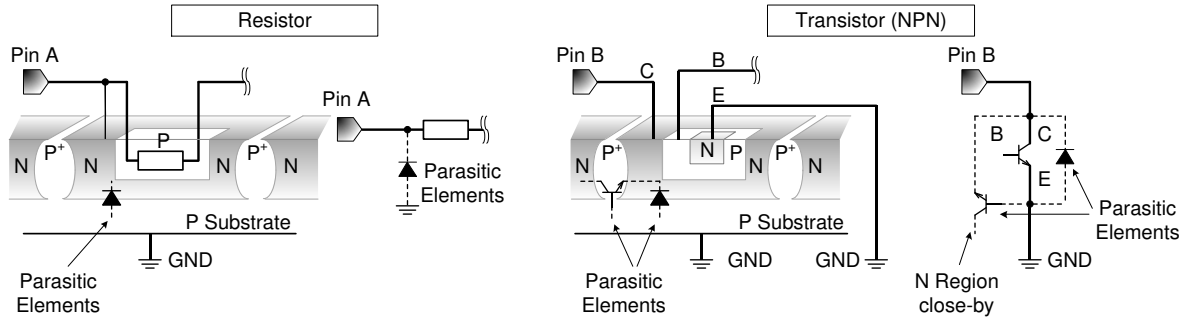 Resistor
Transistor (NPN)
Pin A
Pin B
Pin B
C
B
E
Pin A
N
P+
N
P
N
P+
N
Parasitic
Elements
P Substrate
GND
Parasitic
Elements
N
P+
N
N
P
N
P+
N
P Substrate
GND
GND
Parasitic
Elements
B
C
E
Parasitic
Elements
GND
N Region
close-by